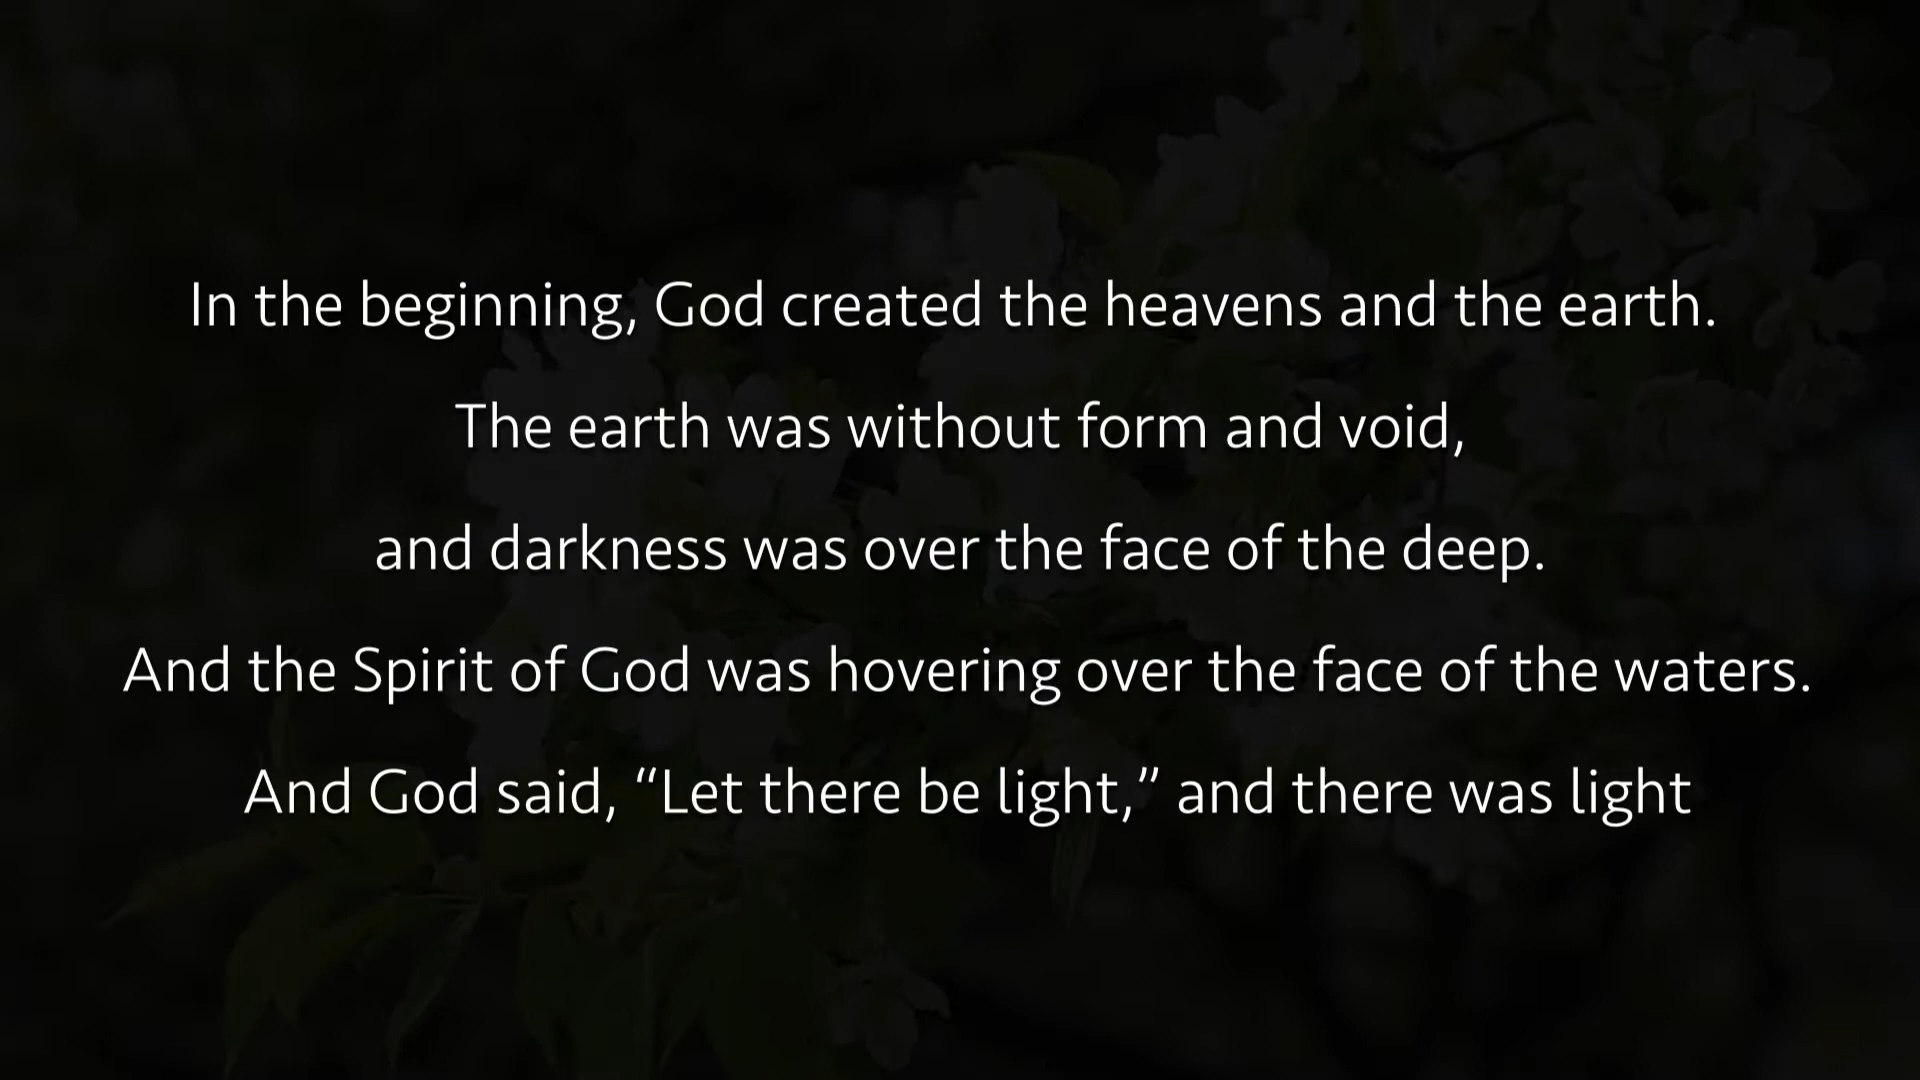 In the beginning, God created the heavens and the earth.
The earth was without form and void,
and darkness was over the face of the deep.
And the Spirit of God was hovering over the face of the waters.
And God said, “Let there be light,” and there was light